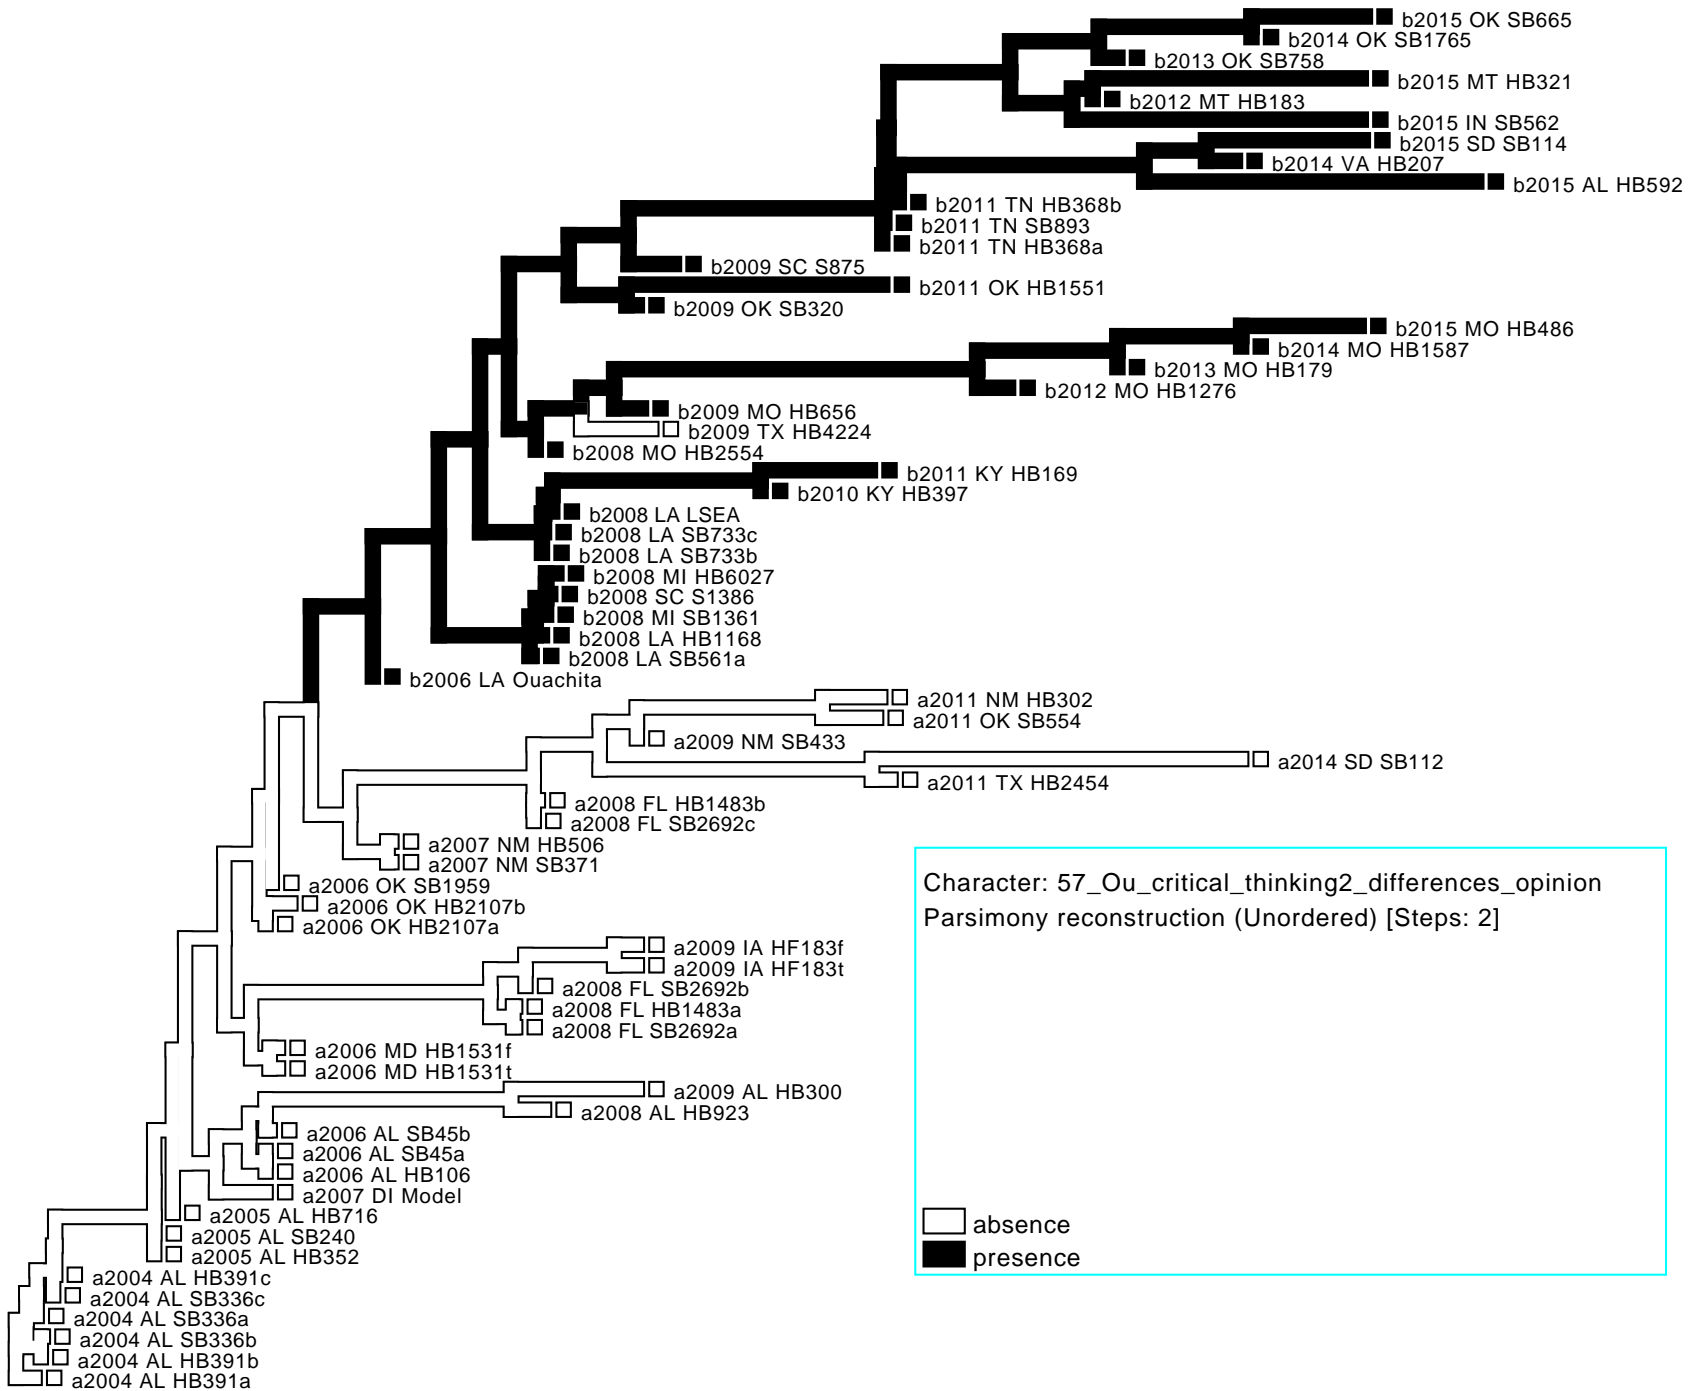 b2015 OK SB665
b2014 OK SB1765
b2013 OK SB758
b2015 MT HB321
b2012 MT HB183
b2015 IN SB562
b2015 SD SB114
b2014 VA HB207
b2015 AL HB592
b2011 TN HB368b
b2011 TN SB893
b2011 TN HB368a
b2009 SC S875
b2011 OK HB1551
b2009 OK SB320
b2015 MO HB486
b2014 MO HB1587
b2013 MO HB179
b2012 MO HB1276
b2009 MO HB656
b2009 TX HB4224
b2008 MO HB2554
b2011 KY HB169
b2010 KY HB397
b2008 LA LSEA
b2008 LA SB733c
b2008 LA SB733b
b2008 MI HB6027
b2008 SC S1386
b2008 MI SB1361
b2008 LA HB1168
b2008 LA SB561a
b2006 LA Ouachita
a2011 NM HB302
a2011 OK SB554
a2009 NM SB433
a2014 SD SB112
a2011 TX HB2454
a2008 FL HB1483b
a2008 FL SB2692c
a2007 NM HB506
a2007 NM SB371
a2006 OK SB1959
a2006 OK HB2107b
a2006 OK HB2107a
a2009 IA HF183f
a2009 IA HF183t
a2008 FL SB2692b
a2008 FL HB1483a
a2008 FL SB2692a
a2006 MD HB1531f
a2006 MD HB1531t
a2009 AL HB300
a2008 AL HB923
a2006 AL SB45b
a2006 AL SB45a
a2006 AL HB106
a2007 DI Model
a2005 AL HB716
a2005 AL SB240
a2005 AL HB352
a2004 AL HB391c
a2004 AL SB336c
a2004 AL SB336a
a2004 AL SB336b
a2004 AL HB391b
a2004 AL HB391a
Character: 57_Ou_critical_thinking2_differences_opinion
Parsimony reconstruction (Unordered) [Steps: 2]
absence
presence